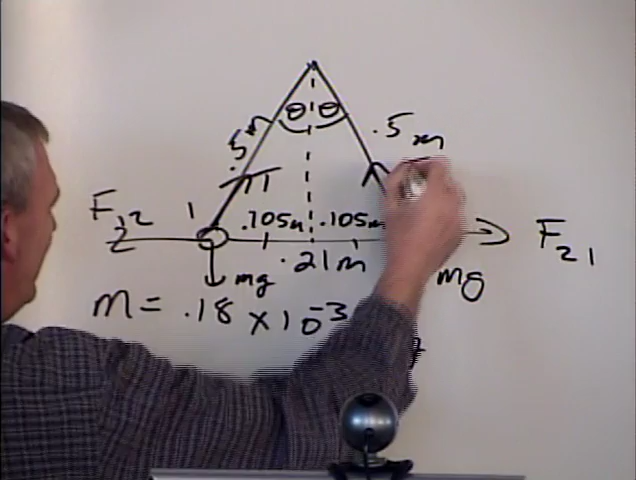 θ θ
.5m .5m
F12 1 .105m .105m F21
.21m
mg mg
m = .18 × 10-3